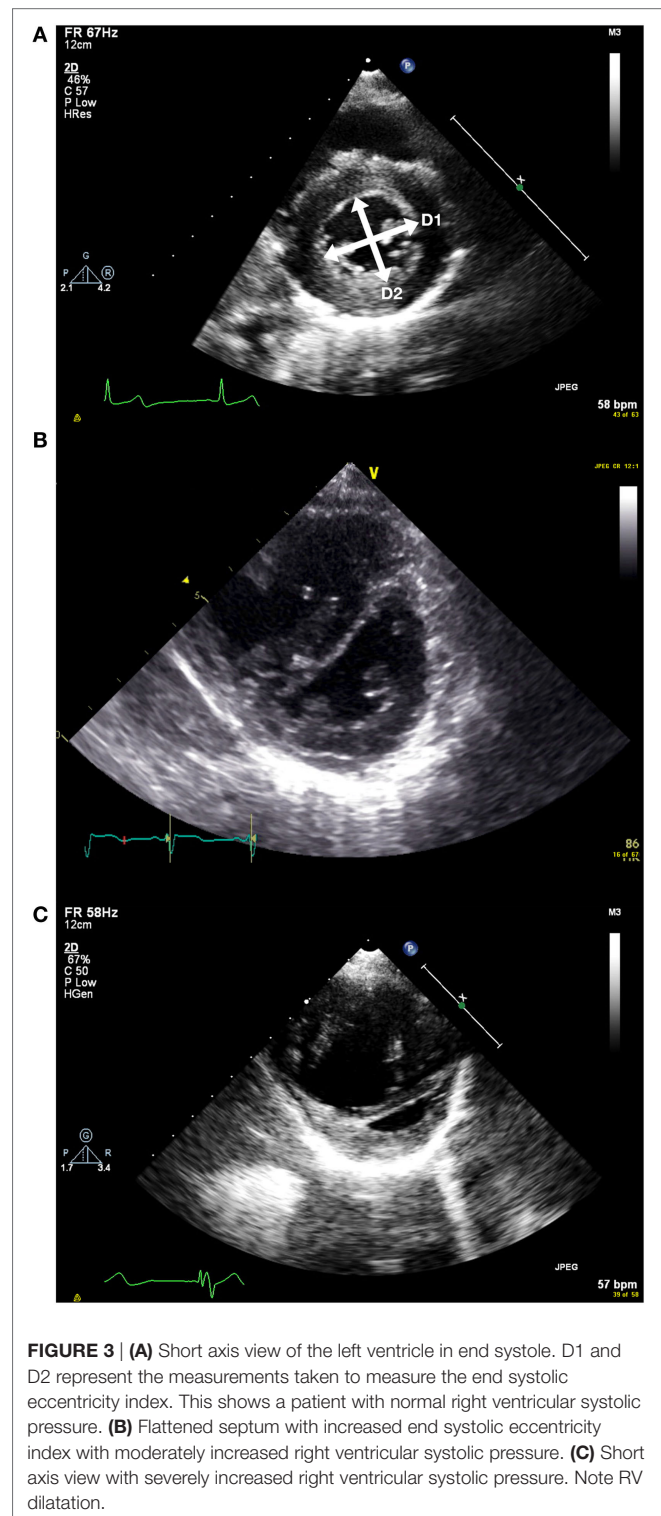 A
FR 67Hz
12cm
M3
2D
46%
C 57
P Low
HRes
P
G
P R
2.1 4.2
x
D1
D2
JPEG
58 bpm
43 of 63
B
V
JPEG CR 12:1
5
86
16 of 67
C
FR 58Hz
12cm
M3
2D
67%
C 50
P Low
HGen
P
x
G
P R
1.7 3.4
JPEG
57 bpm
39 of 58
FIGURE 3 | (A) Short axis view of the left ventricle in end systole. D1 and
D2 represent the measurements taken to measure the end systolic
eccentricity index. This shows a patient with normal right ventricular systolic
pressure. (B) Flattened septum with increased end systolic eccentricity
index with moderately increased right ventricular systolic pressure. (C) Short
axis view with severely increased right ventricular systolic pressure. Note RV
dilatation.